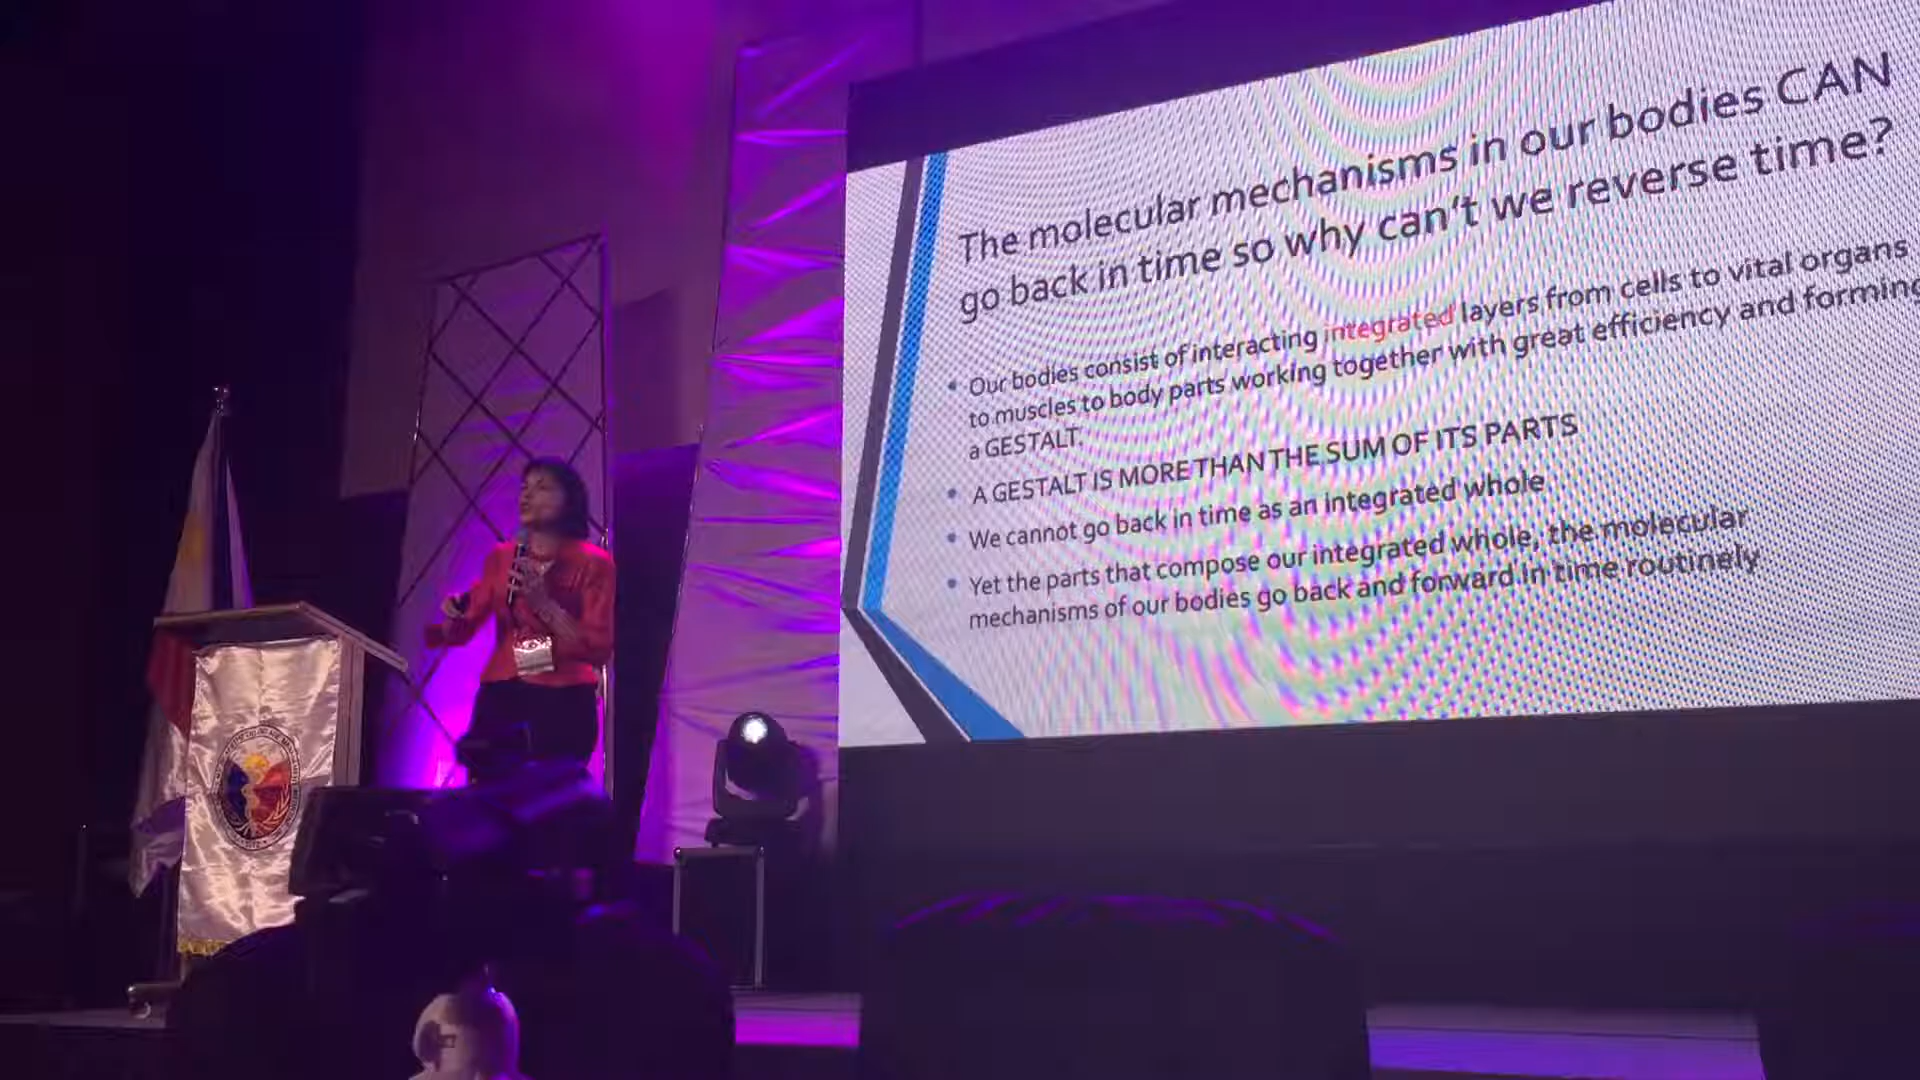 The molecular mechanisms in our bodies CAN
go back in time so why can't we reverse time?
Our bodies consist of interacting integrated layers from cells to vital organs
to muscles to body parts working together with great efficiency and forming
a GESTALT.
A GESTALT IS MORE THAN THE SUM OF ITS PARTS
We cannot go back in time as an integrated whole
Yet the parts that compose our integrated whole, the molecular
mechanisms of our bodies go back and forward in time routinely